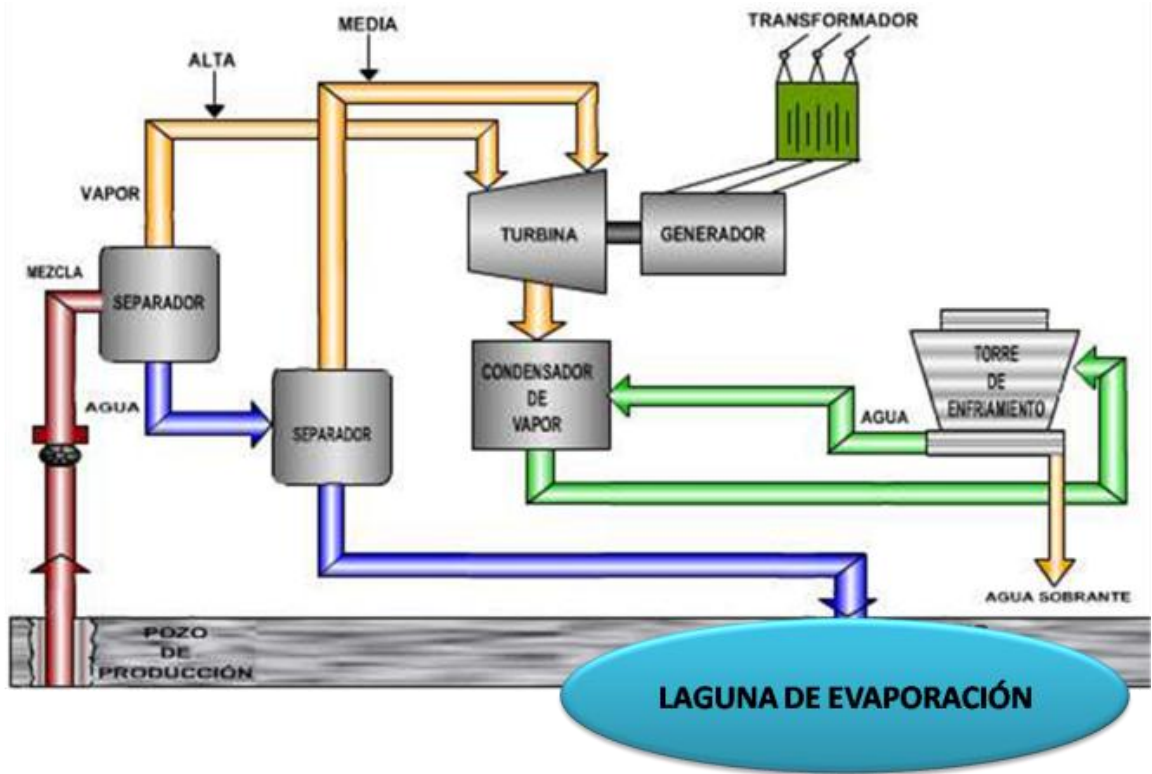 TRANSFORMADOR
MEDIA
ALTA
VAPOR
TURBINA
GENERADOR
MEZCLA
SEPARADOR
TORRE
DE
ENFRIAMIENTO
CONDENSADOR
DE
VAPOR
AGUA
SEPARADOR
AGUA
AGUA SOBRANTE
POZO
DE
PRODUCCIÓN
LAGUNA DE EVAPORACIÓN